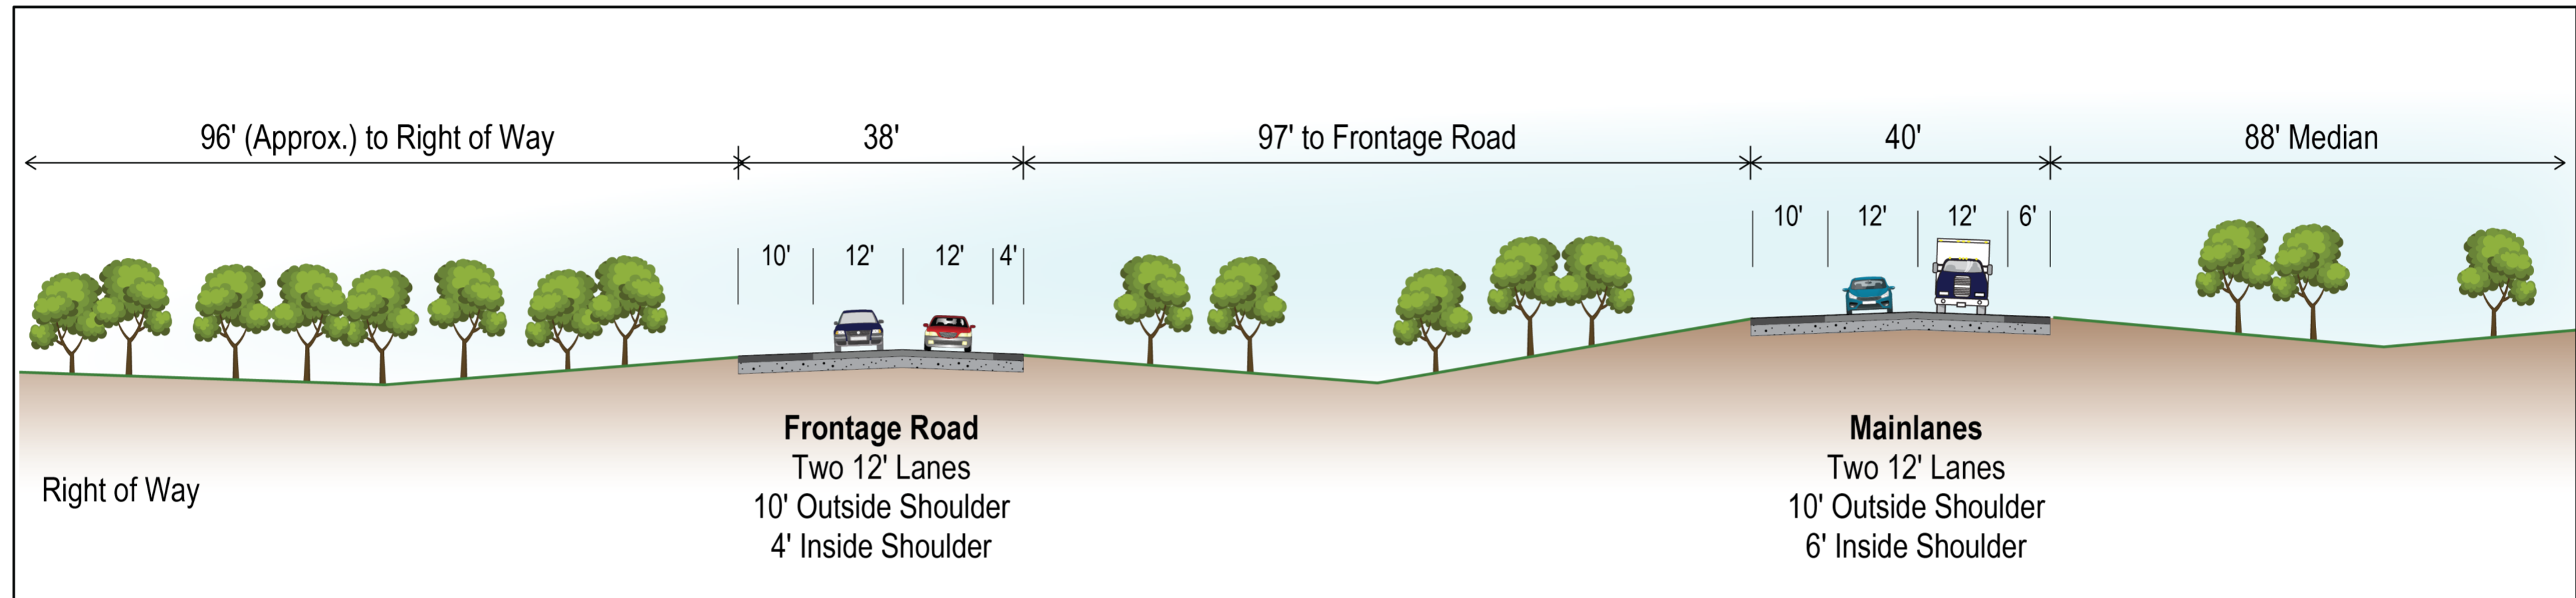 96' (Approx.) to Right of Way
38'
97' to Frontage Road
40'
88' Median
10'
12'
12'
6'
10'
12'
12'
4'
Frontage Road
Two 12' Lanes
10' Outside Shoulder
4' Inside Shoulder
Mainlanes
Two 12' Lanes
10' Outside Shoulder
6' Inside Shoulder
Right of Way